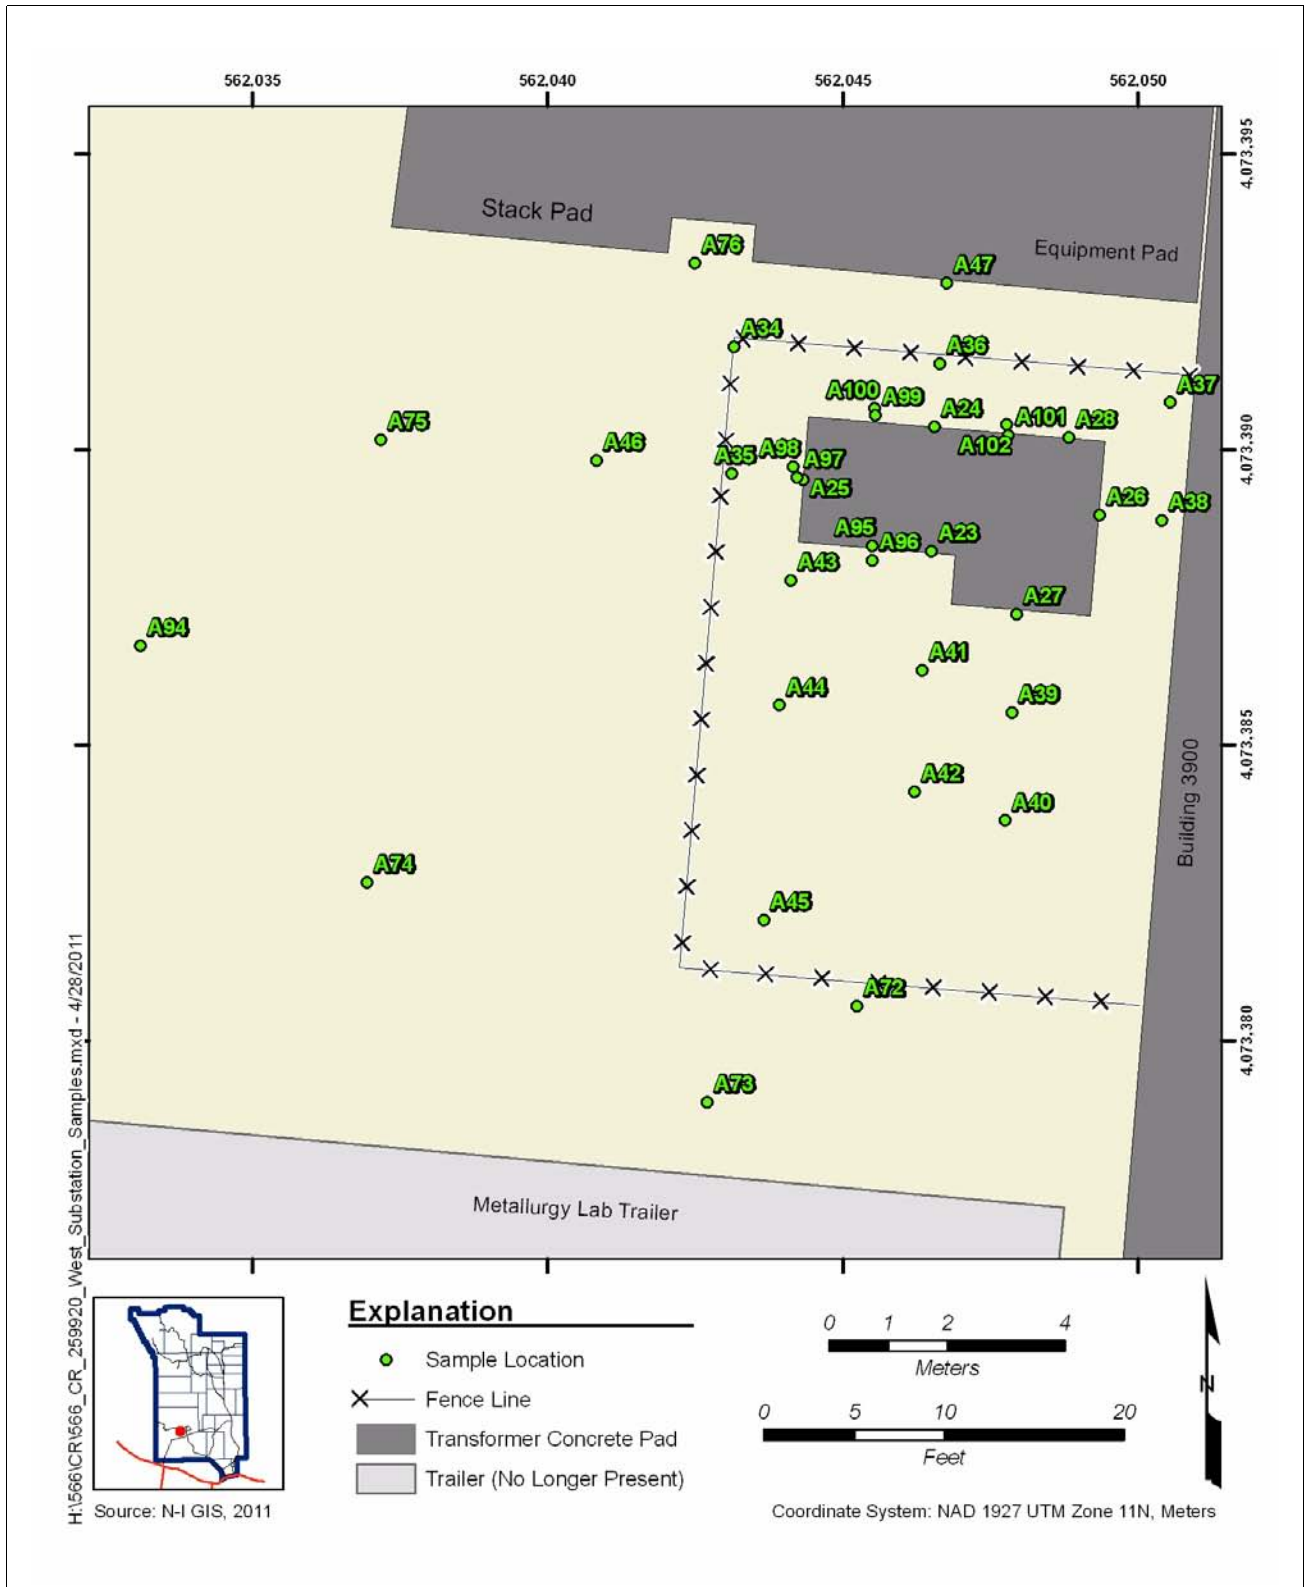 562,035 562,040 562,045 562,050
4,073,395
Stack Pad
Equipment Pad
A76
A47
A34
A36
A37
A100
A99
A24
A101
A28
A102
A75
A46
A35
A98
A97
A25
A26
A38
A95
A96
A23
A43
A27
4,073,390
A94
A41
A44
A39
A42
A40
4,073,385
Building 3900
A74
A45
A72
4,073,380
A73
Metallurgy Lab Trailer
H:\566\CR\566_CR_259920_West_Substation_Samples.mxd - 4/28/2011
Explanation
Sample Location
Fence Line
Transformer Concrete Pad
Trailer (No Longer Present)
0 1 2 4
Meters
0 5 10 20
Feet
N
Source: N-I GIS, 2011
Coordinate System: NAD 1927 UTM Zone 11N, Meters